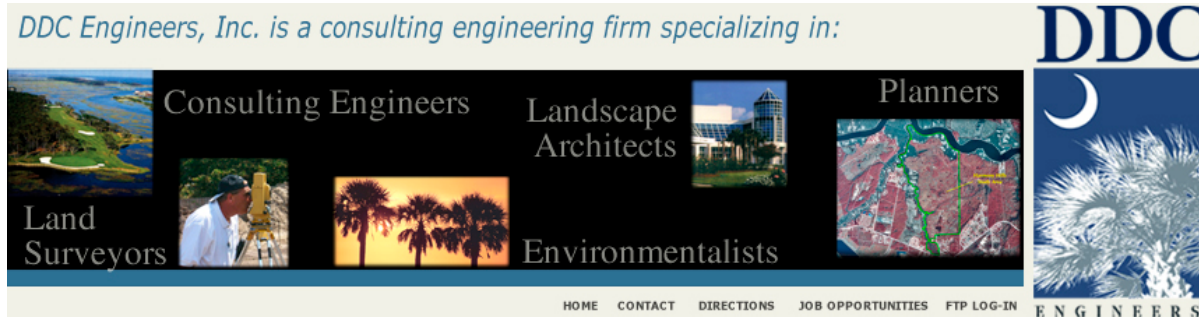 DDC Engineers, Inc. is a consulting engineering firm specializing in:
DDC
Consulting Engineers
Landscape
Architects
Planners
Land
Surveyors
Environmentalists
HOME CONTACT DIRECTIONS JOB OPPORTUNITIES FTP LOG-IN
ENGINEERS